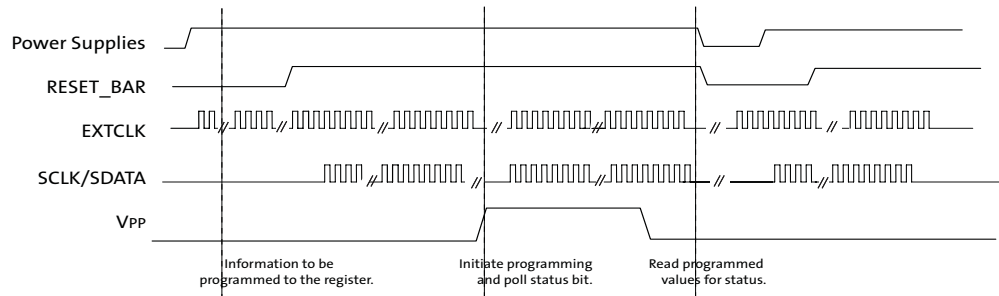 Power Supplies
RESET_BAR
EXTCLK
SCLK/SDATA
VPP
Information to be
programmed to the register.
Initiate programming
and poll status bit.
Read programmed
values for status.